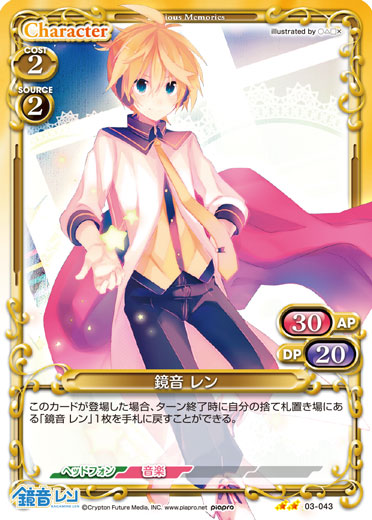 ious Memories
Character
illustrated by ○△○×
COST
2
SOURCE
2
30 AP
DP 20
鏡音 レン
このカードが登場した場合、ターン終了時に自分の捨て札置き場にあ
る「鏡音 レン」1枚を手札に戻すことができる。
ヘッドフォン
音楽
鏡音レン
KAGAMINE LEN
©Crypton Future Media, INC. www.piapro.net piapro
03-043